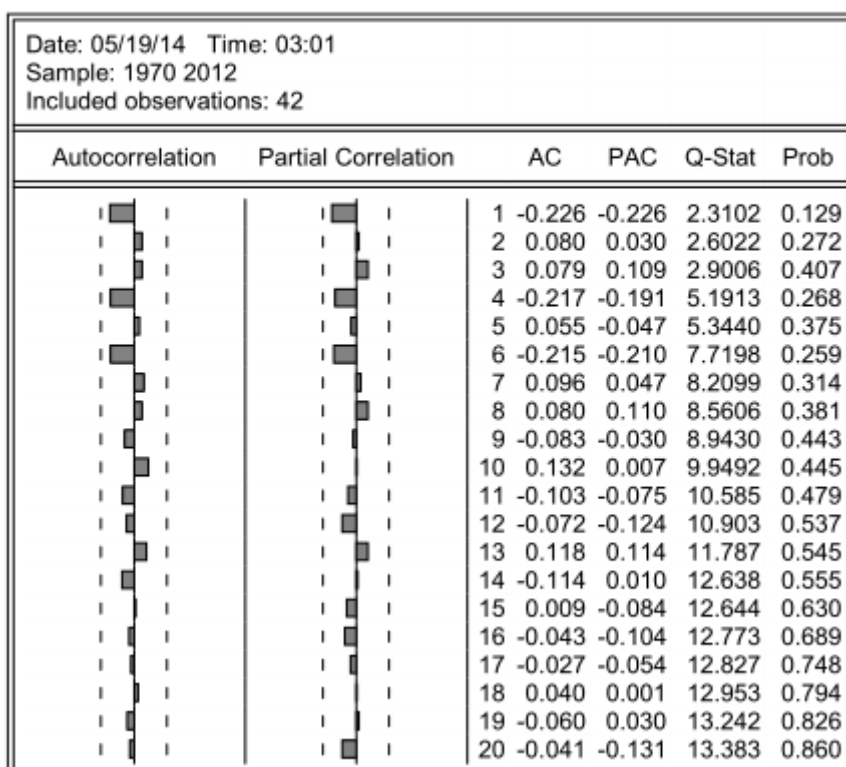 Date: 05/19/14 Time: 03:01
Sample: 1970 2012
Included observations: 42
Autocorrelation Partial Correlation AC PAC Q-Stat Prob
1 -0.226 -0.226 2.3102 0.129
2 0.080 0.030 2.6022 0.272
3 0.079 0.109 2.9006 0.407
4 -0.217 -0.191 5.1913 0.268
5 0.055 -0.047 5.3440 0.375
6 -0.215 -0.210 7.7198 0.259
7 0.096 0.047 8.2099 0.314
8 0.080 0.110 8.5606 0.381
9 -0.083 -0.030 8.9430 0.443
10 0.132 0.007 9.9492 0.445
11 -0.103 -0.075 10.585 0.479
12 -0.072 -0.124 10.903 0.537
13 0.118 0.114 11.787 0.545
14 -0.114 0.010 12.638 0.555
15 0.009 -0.084 12.644 0.630
16 -0.043 -0.104 12.773 0.689
17 -0.027 -0.054 12.827 0.748
18 0.040 0.001 12.953 0.794
19 -0.060 0.030 13.242 0.826
20 -0.041 -0.131 13.383 0.860